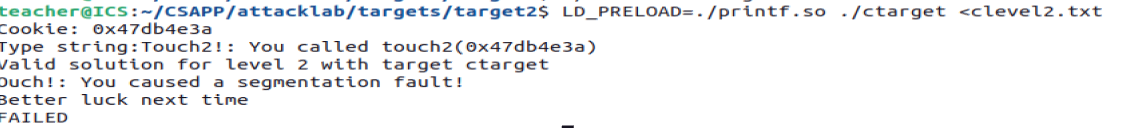 teacher@ICS:~/CSAPP/attacklab/targets/target2$ LD_PRELOAD=./printf.so ./ctarget <clevel2.txt
Cookie: 0x47db4e3a
Type string:Touch2!: You called touch2(0x47db4e3a)
Valid solution for level 2 with target ctarget
Ouch!: You caused a segmentation fault!
Better luck next time
FAILED